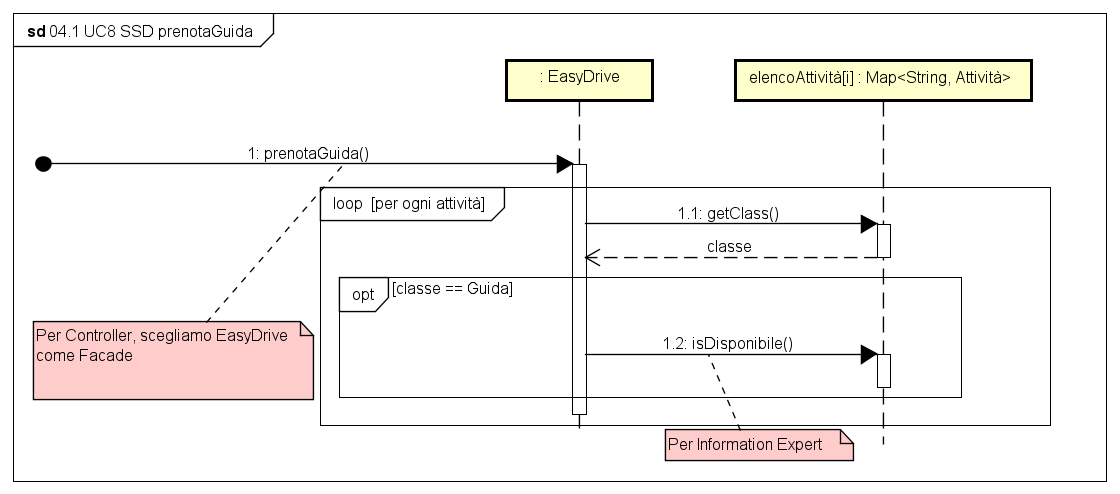 sd 04.1 UC8 SSD prenotaGuida
: EasyDrive
elencoAttività[i] : Map<String, Attività>
1: prenotaGuida()
loop [per ogni attività]
1.1: getClass()
classe
opt
[classe == Guida]
Per Controller, scegliamo EasyDrive
come Facade
1.2: isDisponibile()
Per Information Expert